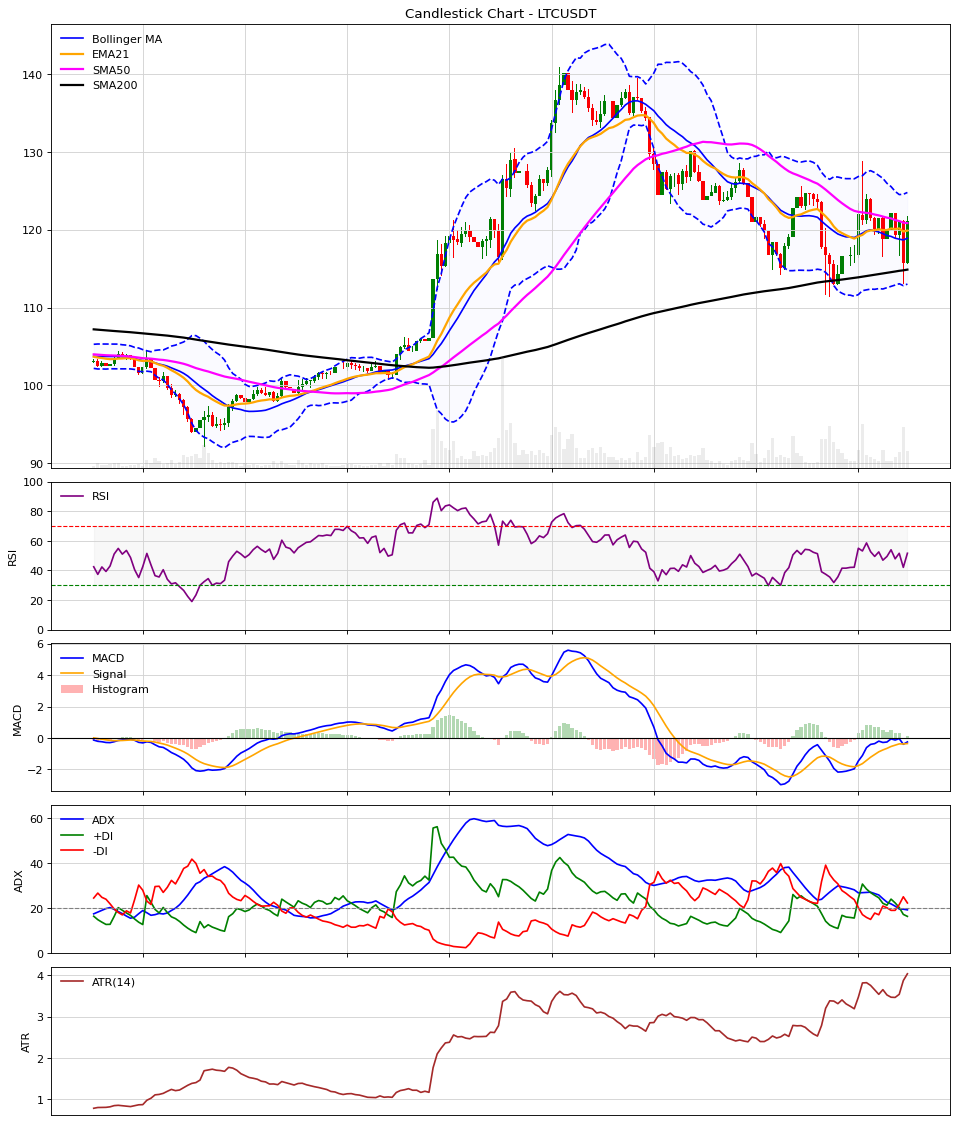 Candlestick Chart - LTCUSDT
Bollinger MA
EMA21
SMA50
SMA200
140
130
120
110
100
90
RSI
100
80
60
40
20
0
RSI
MACD
Signal
Histogram
6
4
2
0
−2
MACD
ADX
+DI
-DI
60
40
20
0
ADX
ATR(14)
4
3
2
1
ATR